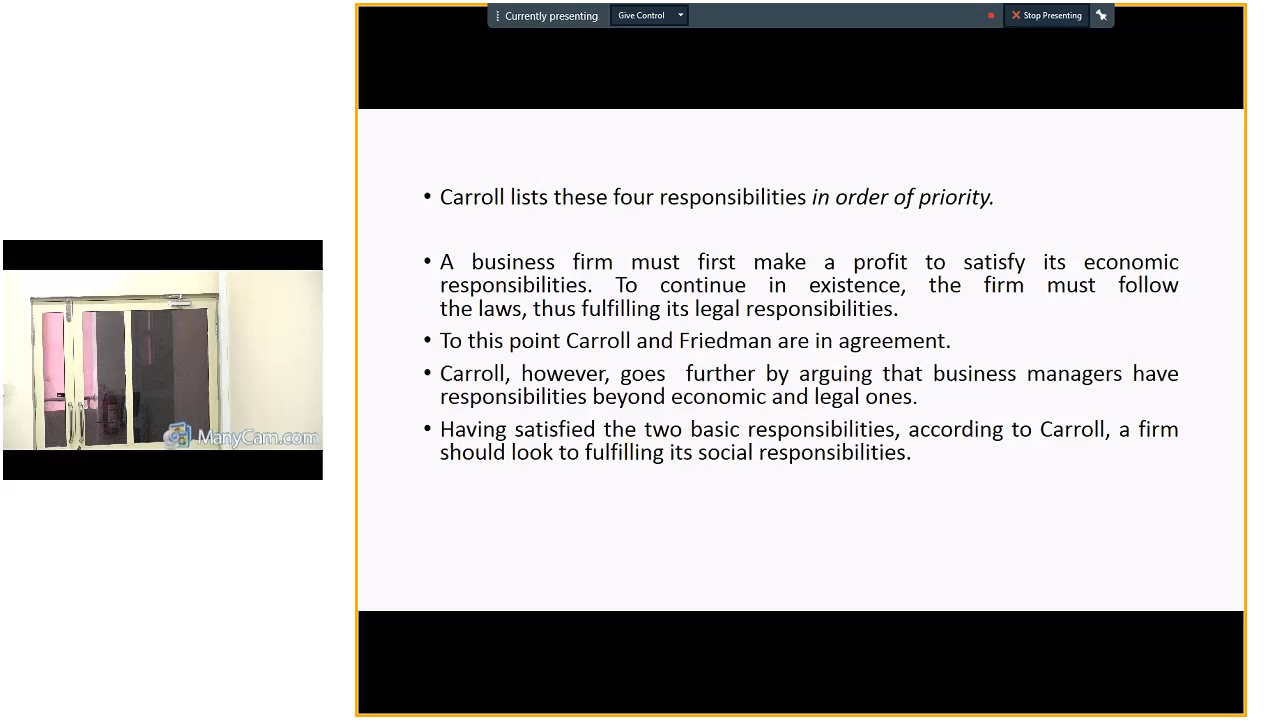 Currently presenting
Give Control
Stop Presenting
• Carroll lists these four responsibilities in order of priority.
• A business firm must first make a profit to satisfy its economic
responsibilities. To continue in existence, the firm must follow
the laws, thus fulfilling its legal responsibilities.
• To this point Carroll and Friedman are in agreement.
• Carroll, however, goes further by arguing that business managers have
responsibilities beyond economic and legal ones.
• Having satisfied the two basic responsibilities, according to Carroll, a firm
should look to fulfilling its social responsibilities.
ManyCam.com